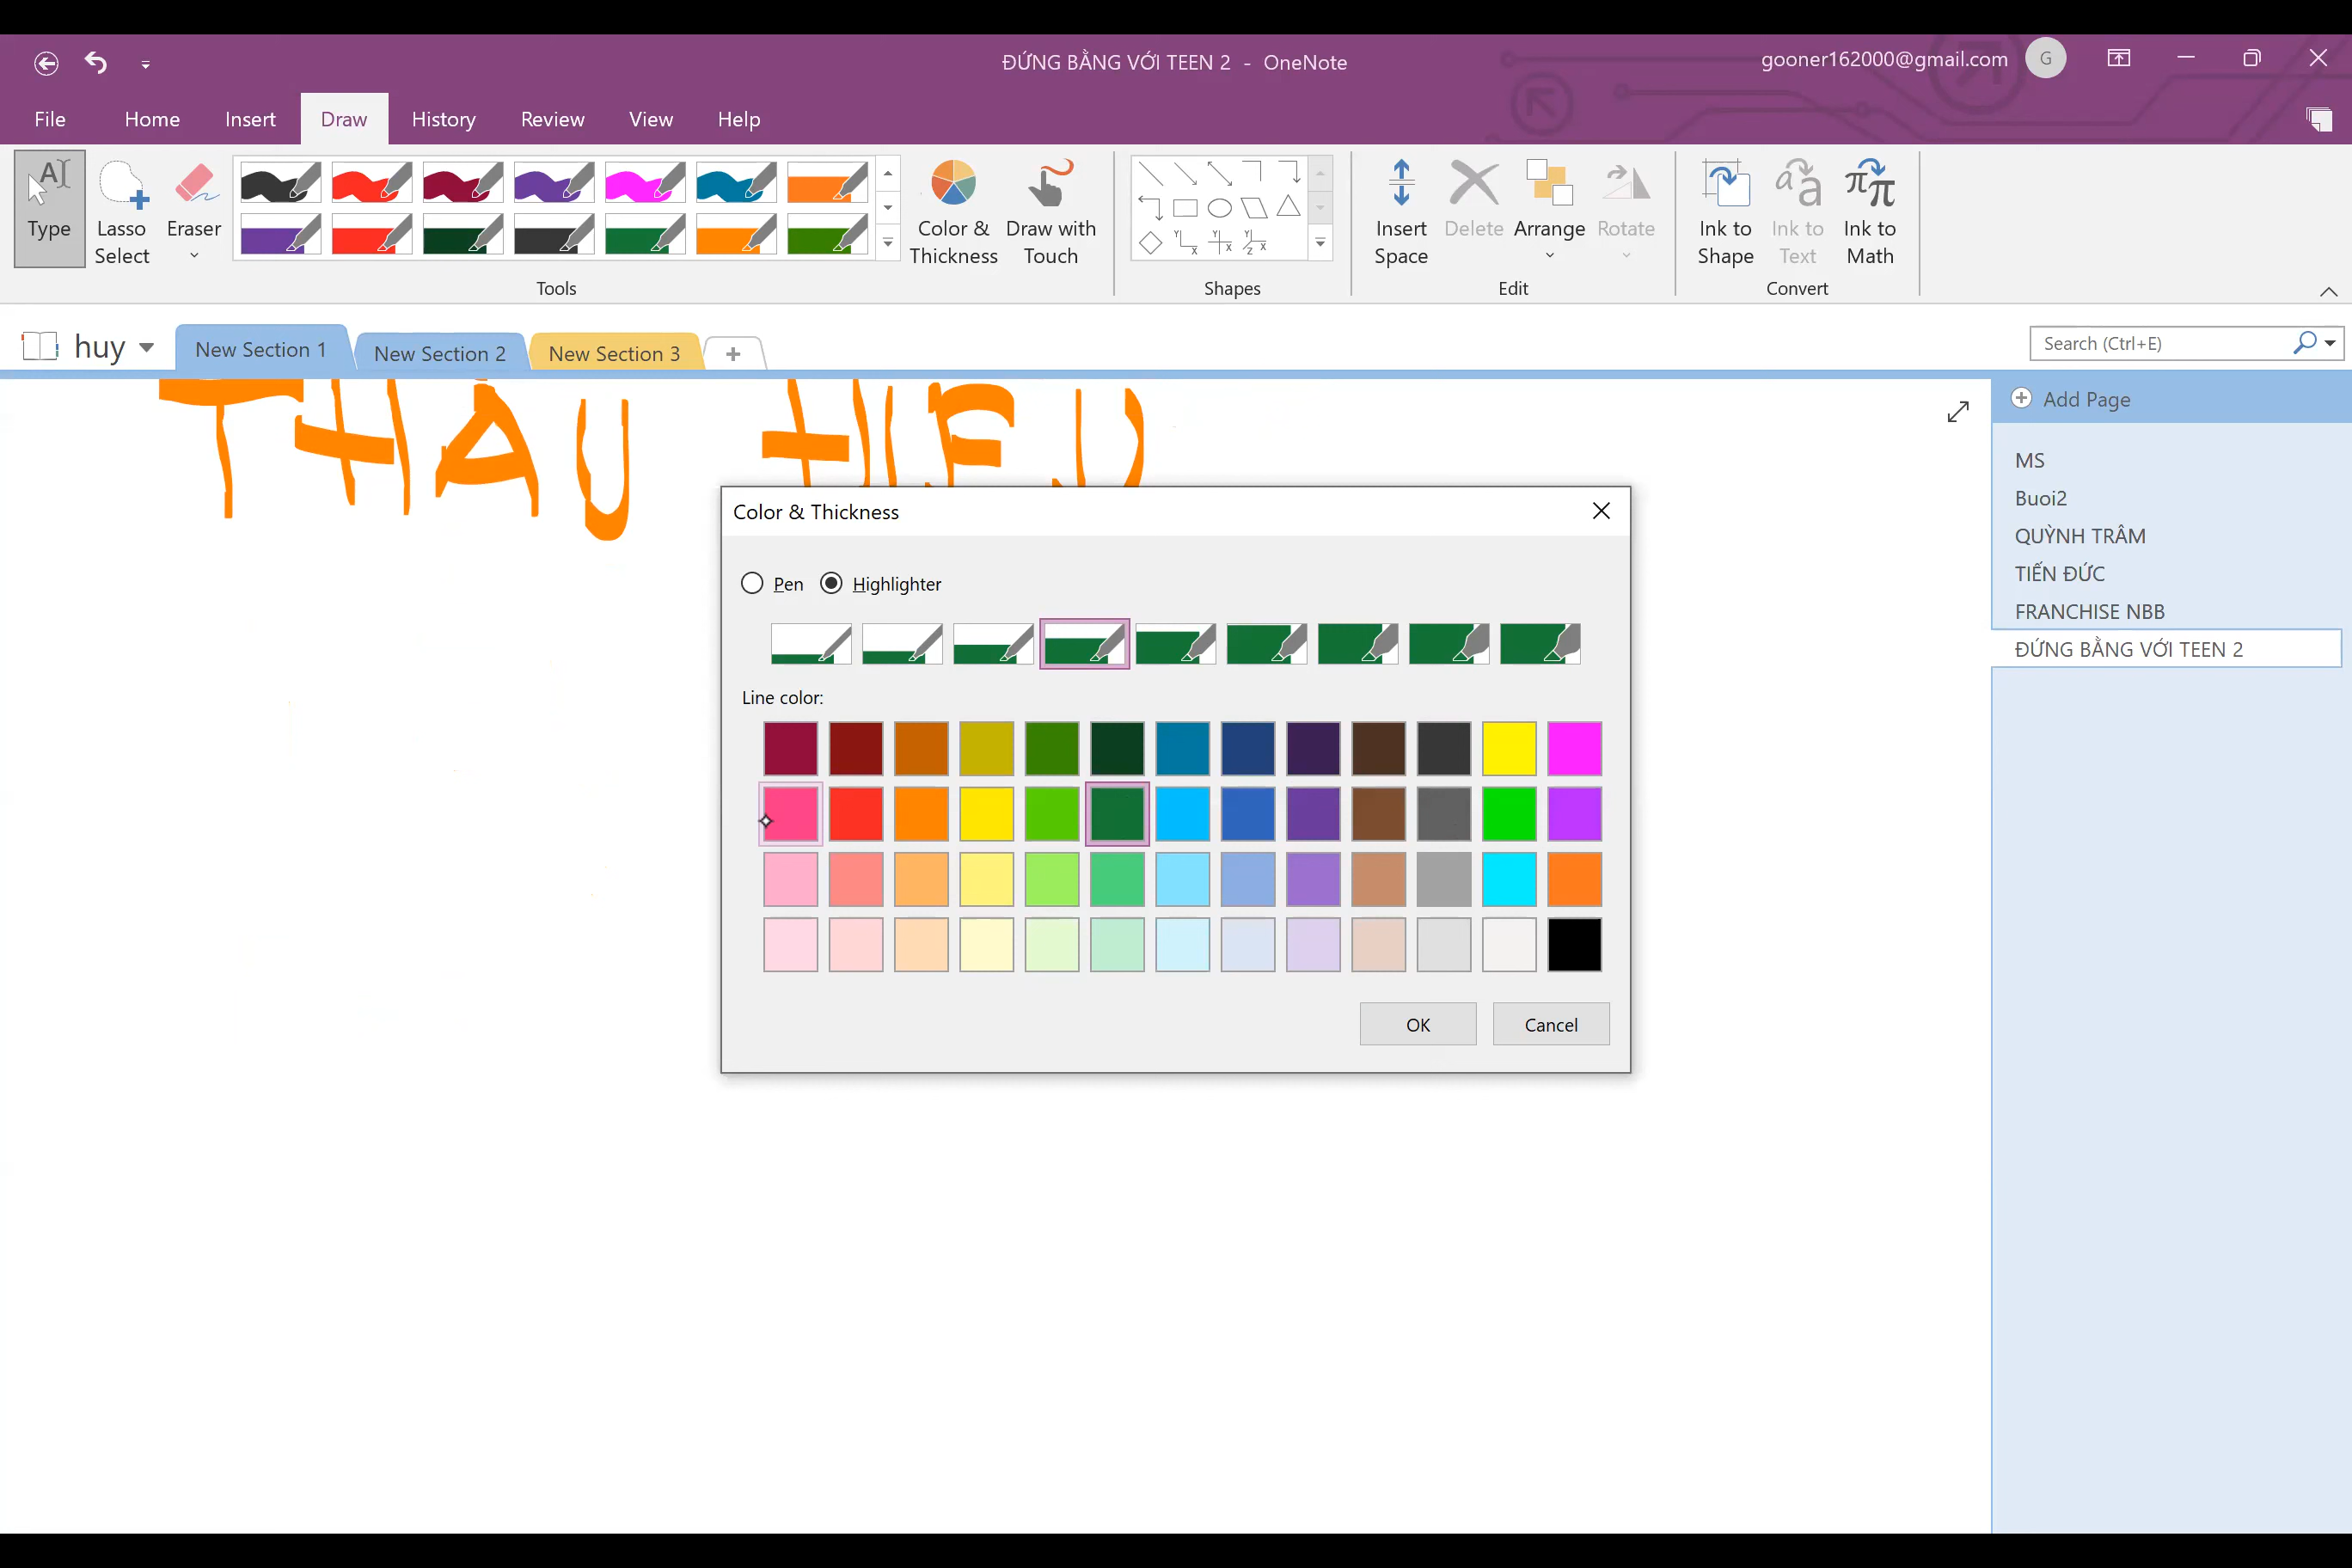 ĐỨNG BẰNG VỚI TEEN 2 - OneNote
gooner162000@gmail.com
G
File Home Insert Draw History Review View Help
Type
Lasso Select
Eraser
Color & Thickness
Draw with Touch
Insert Space
Delete
Arrange
Rotate
Ink to Shape
Ink to Text
Ink to Math
Tools
Shapes
Edit
Convert
huy
New Section 1
New Section 2
New Section 3
Search (Ctrl+E)
THẦY HIẾU
Add Page
MS
Buoi2
QUỲNH TRÂM
TIẾN ĐỨC
FRANCHISE NBB
ĐỨNG BẰNG VỚI TEEN 2
Color & Thickness
Pen
Highlighter
Line color:
OK
Cancel